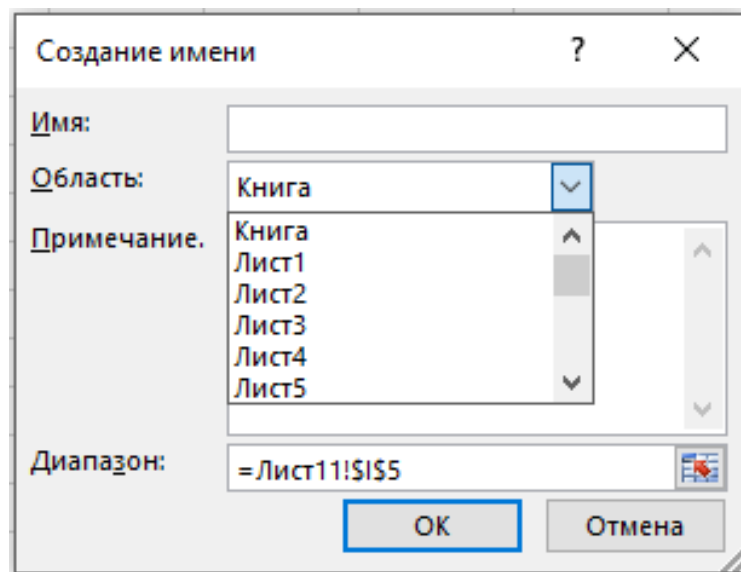 Создание имени ? ×
Имя:
Область: Книга
Примечание.
Книга
Лист1
Лист2
Лист3
Лист4
Лист5
Диапазон: =Лист11!$I$5
ОК Отмена